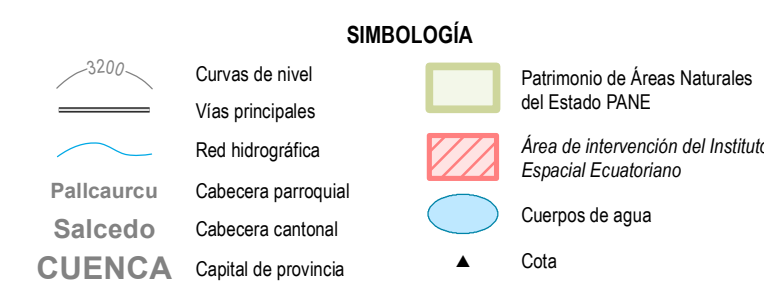 SIMBOLOGÍA
3200
Curvas de nivel
Vías principales
Red hidrográfica
Pallcaurcu
Cabecera parroquial
Salcedo
Cabecera cantonal
CUENCA
Capital de provincia
Patrimonio de Áreas Naturales
del Estado PANE
Área de intervención del Instituto
Espacial Ecuatoriano
Cuerpos de agua
Cota